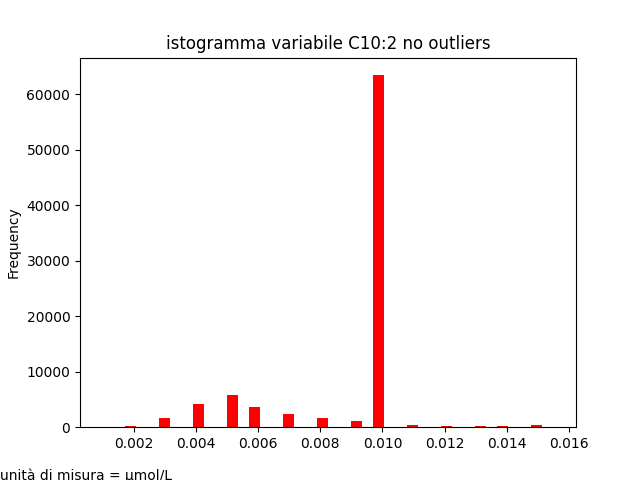 istogramma variabile C10:2 no outliers
Frequency
60000
50000
40000
30000
20000
10000
0
0.002 0.004 0.006 0.008 0.010 0.012 0.014 0.016
unità di misura = μmol/L